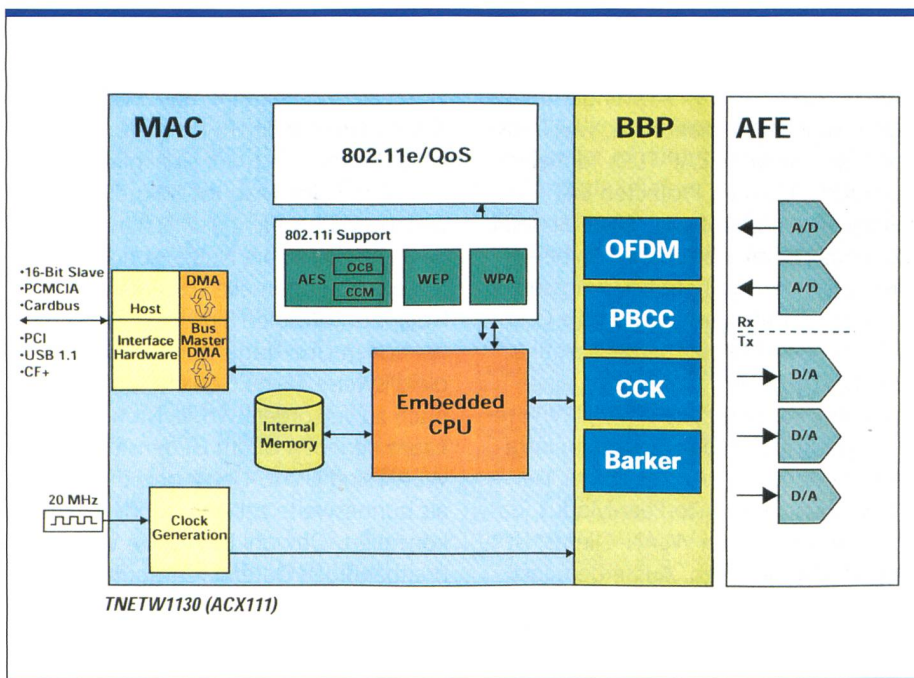 MAC
BBP
AFE
802.11e/QoS
802.11i Support
AES
OCB
CCM
WEP
WPA
•16-Bit Slave
•PCMCIA
•Cardbus
•PCI
•USB 1.1
•CF+
Host
Interface
Hardware
DMA
Bus
Master
DMA
Internal
Memory
Embedded
CPU
20 MHz
Clock
Generation
OFDM
PBCC
CCK
Barker
A/D
A/D
Rx
Tx
D/A
D/A
D/A
TNETW1130 (ACX111)